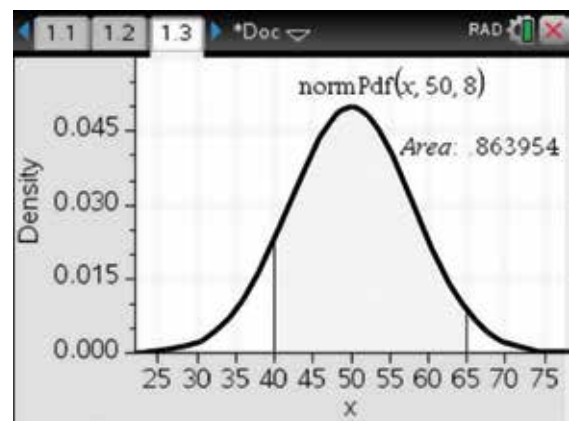 1.1 1.2 1.3 *Doc RAD
normPdf(x, 50, 8)
Area: .863954
Density
0.045
0.030
0.015
0.000
25 30 35 40 45 50 55 60 65 70 75
x